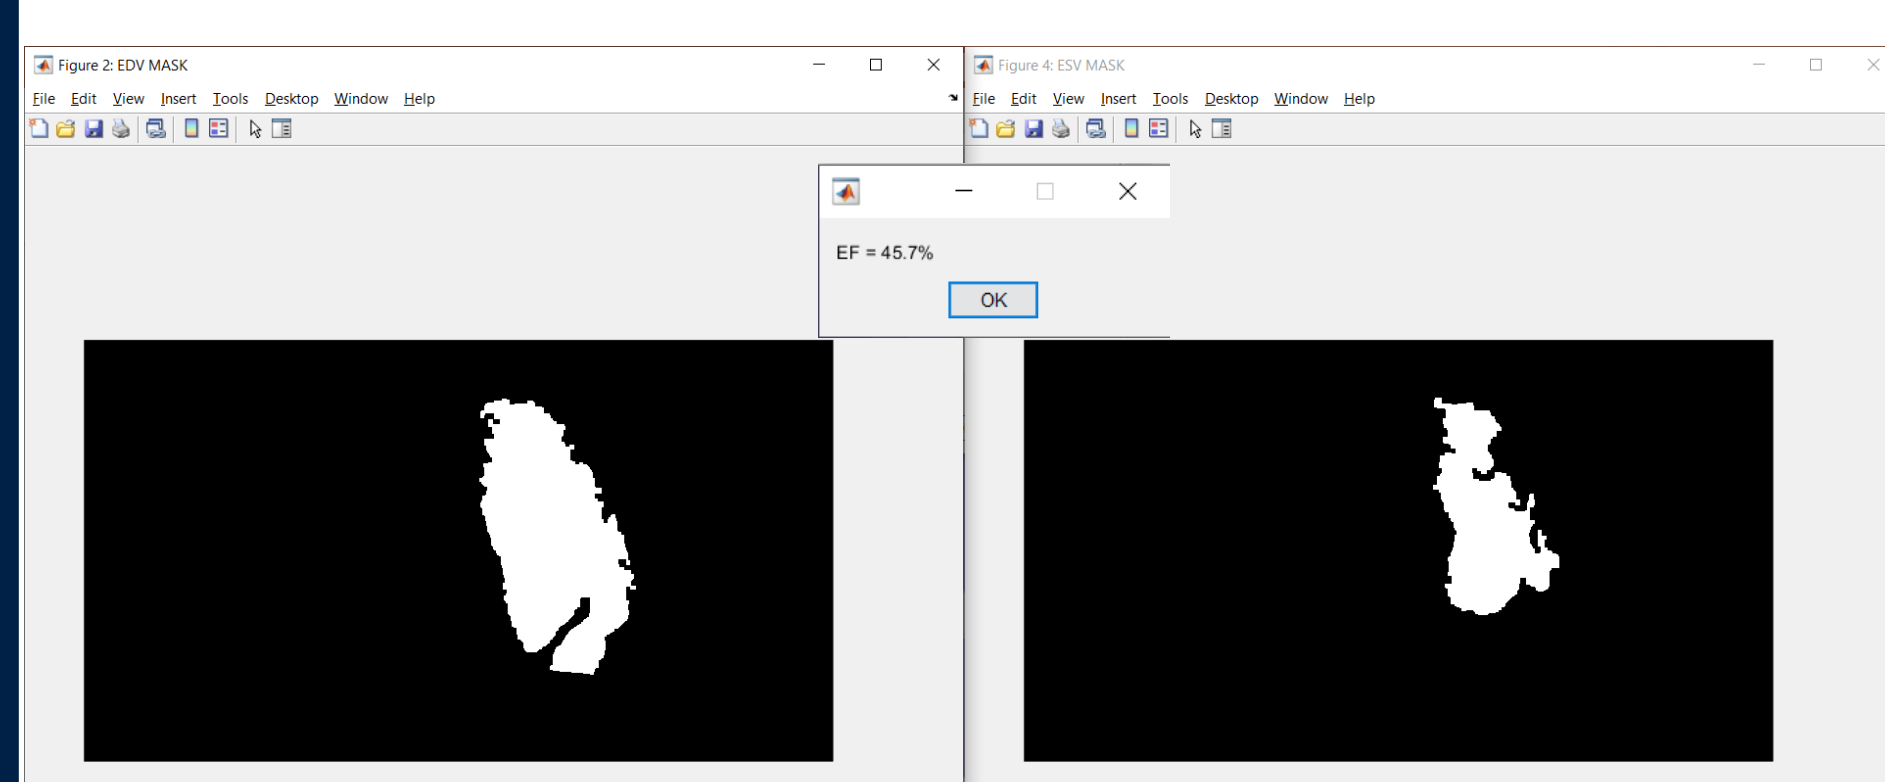 Figure 2: EDV MASK
File Edit View Insert Tools Desktop Window Help
Figure 4: ESV MASK
File Edit View Insert Tools Desktop Window Help
EF = 45.7%
OK